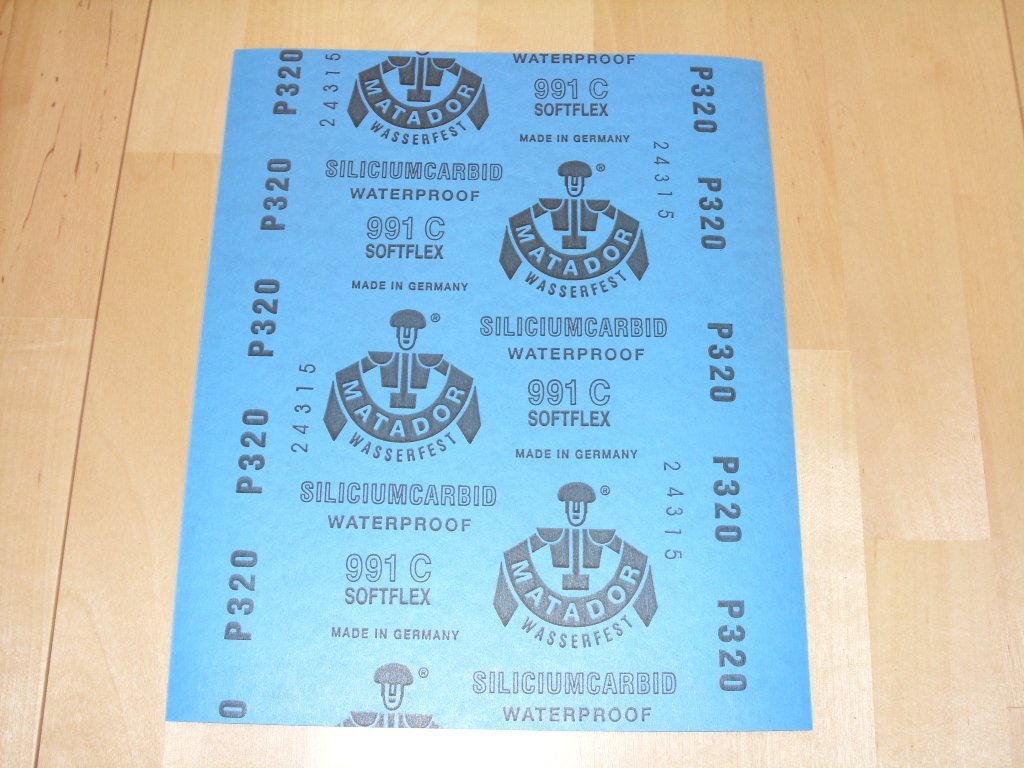 P320
24315
MATADOR
WASSERFEST
WATERPROOF
991 C
SOFTFLEX
MADE IN GERMANY
P320
P320
SILICIUMCARBID
WATERPROOF
991 C
SOFTFLEX
MADE IN GERMANY
®
MATADOR
WASSERFEST
24315
P320
P320
24315
®
MATADOR
WASSERFEST
SILICIUMCARBID
WATERPROOF
991 C
SOFTFLEX
MADE IN GERMANY
P320
P320
SILICIUMCARBID
WATERPROOF
991 C
SOFTFLEX
MADE IN GERMANY
®
MATADOR
WASSERFEST
24315
P320
P320
P320
0
®
SILICIUMCARBID
WATERPROOF